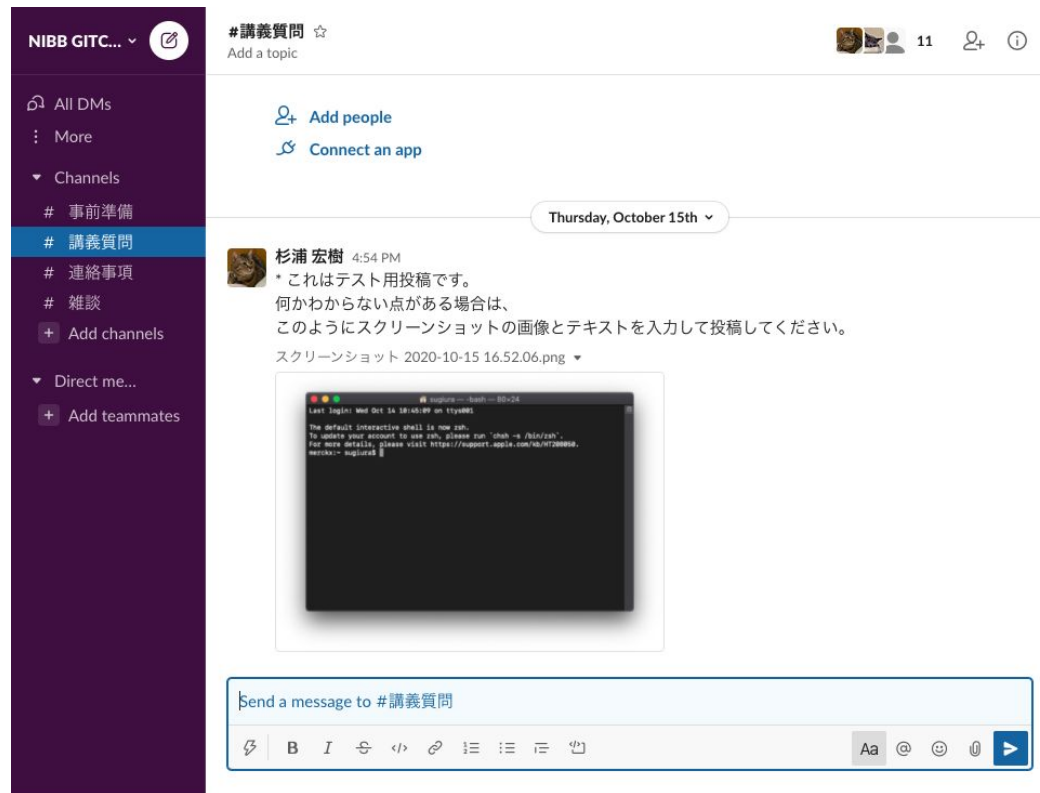 NIBB GITC...
All DMs
More
Channels
# 事前準備
# 講義質問
# 連絡事項
# 雑談
+ Add channels
Direct me...
+ Add teammates
#講義質問
Add a topic
11
Add people
Connect an app
Thursday, October 15th
杉浦 宏樹 4:54 PM
* これはテスト用投稿です。
何かわからない点がある場合は、
このようにスクリーンショットの画像とテキストを入力して投稿してください。
スクリーンショット 2020-10-15 16.52.06.png
sugiura — -bash — 80×24
Last login: Wed Oct 14 10:45:09 on ttys001
The default interactive shell is now zsh.
To update your account to use zsh, please run `chsh -s /bin/zsh`.
For more details, please visit https://support.apple.com/kb/HT208050.
merckx:~ sugiura$
Send a message to #講義質問
B I S </> Aa @